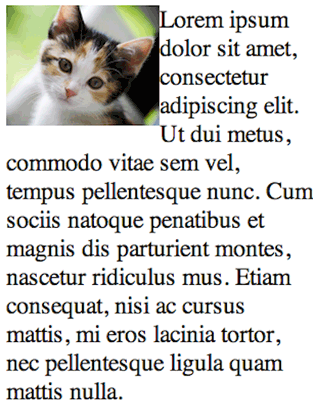 Lorem ipsum
dolor sit amet,
consectetur
adipiscing elit.
Ut dui metus,
commodo vitae sem vel,
tempus pellentesque nunc. Cum
sociis natoque penatibus et
magnis dis parturient montes,
nascetur ridiculus mus. Etiam
consequat, nisi ac cursus
mattis, mi eros lacinia tortor,
nec pellentesque ligula quam
mattis nulla.